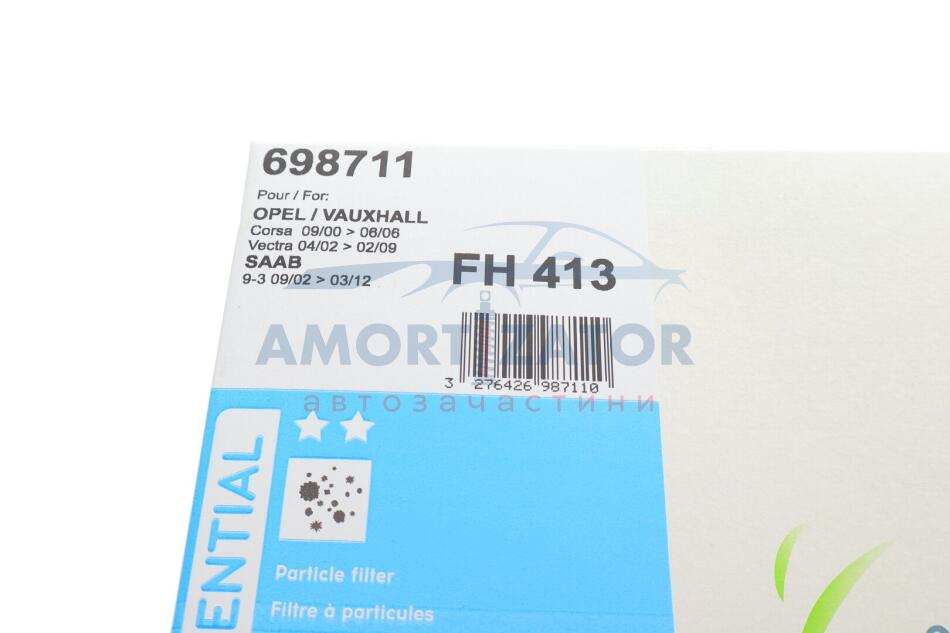 698711
Pour / For:
OPEL / VAUXHALL
Corsa 09/00 > 06/06
Vectra 04/02 > 02/09
SAAB
9-3 09/02 > 03/12
FH 413
AMORTIZATOR
3 276426 987110
автозачастини
ENTIAL
Particle filter
Filtre à particules